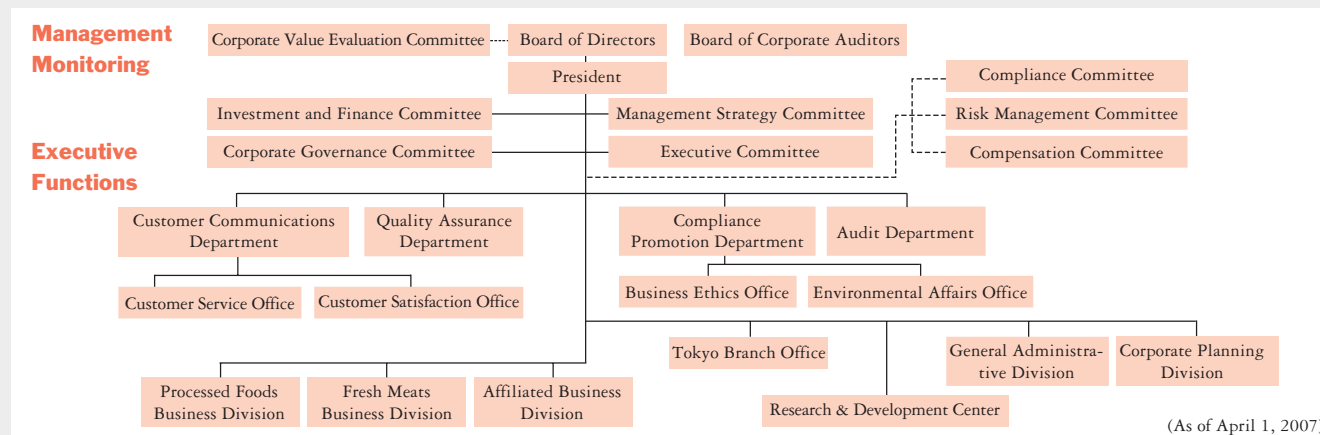 Management
Monitoring
Corporate Value Evaluation Committee
Board of Directors
Board of Corporate Auditors
President
Compliance Committee
Investment and Finance Committee
Management Strategy Committee
Risk Management Committee
Executive
Functions
Corporate Governance Committee
Executive Committee
Compensation Committee
Customer Communications
Department
Quality Assurance
Department
Compliance
Promotion Department
Audit Department
Customer Service Office
Customer Satisfaction Office
Business Ethics Office
Environmental Affairs Office
Tokyo Branch Office
General Administra-
tive Division
Corporate Planning
Division
Processed Foods
Business Division
Fresh Meats
Business Division
Affiliated Business
Division
Research & Development Center
(As of April 1, 2007)